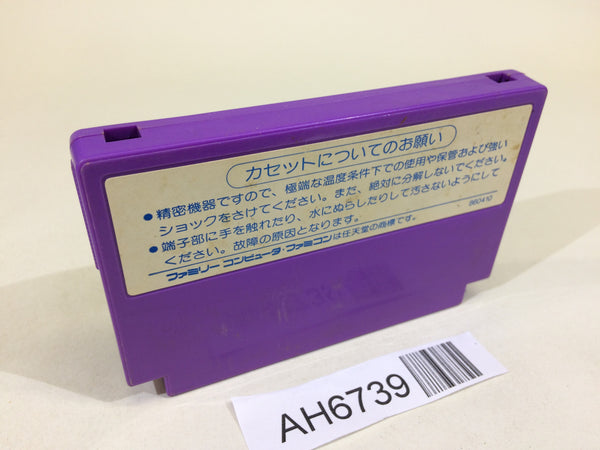 カセットについてのお願い
● 精密機器ですので、極端な温度条件下での使用や保管および強い
ショックをさけてください。また、絶対に分解しないでください。
● 端子部に手を触れたり、水にぬらしたりして汚さないようにして
ください。故障の原因となります。
860410
ファミリーコンピュータ・ファミコンは任天堂の商標です。
AH6739